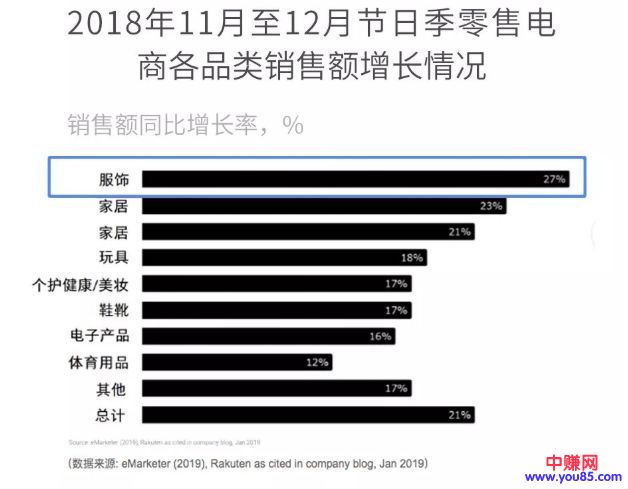 2018年11月至12月节日季零售电
商各品类销售额增长情况
销售额同比增长率，%
服饰 27%
家居 23%
家居 21%
玩具 18%
个护健康/美妆 17%
鞋靴 17%
电子产品 16%
体育用品 12%
其他 17%
总计 21%
Source: eMarketer (2019), Rakuten as cited in company blog, Jan 2019
（数据来源: eMarketer (2019), Rakuten as cited in company blog, Jan 2019）
中赚网
www.you85.com